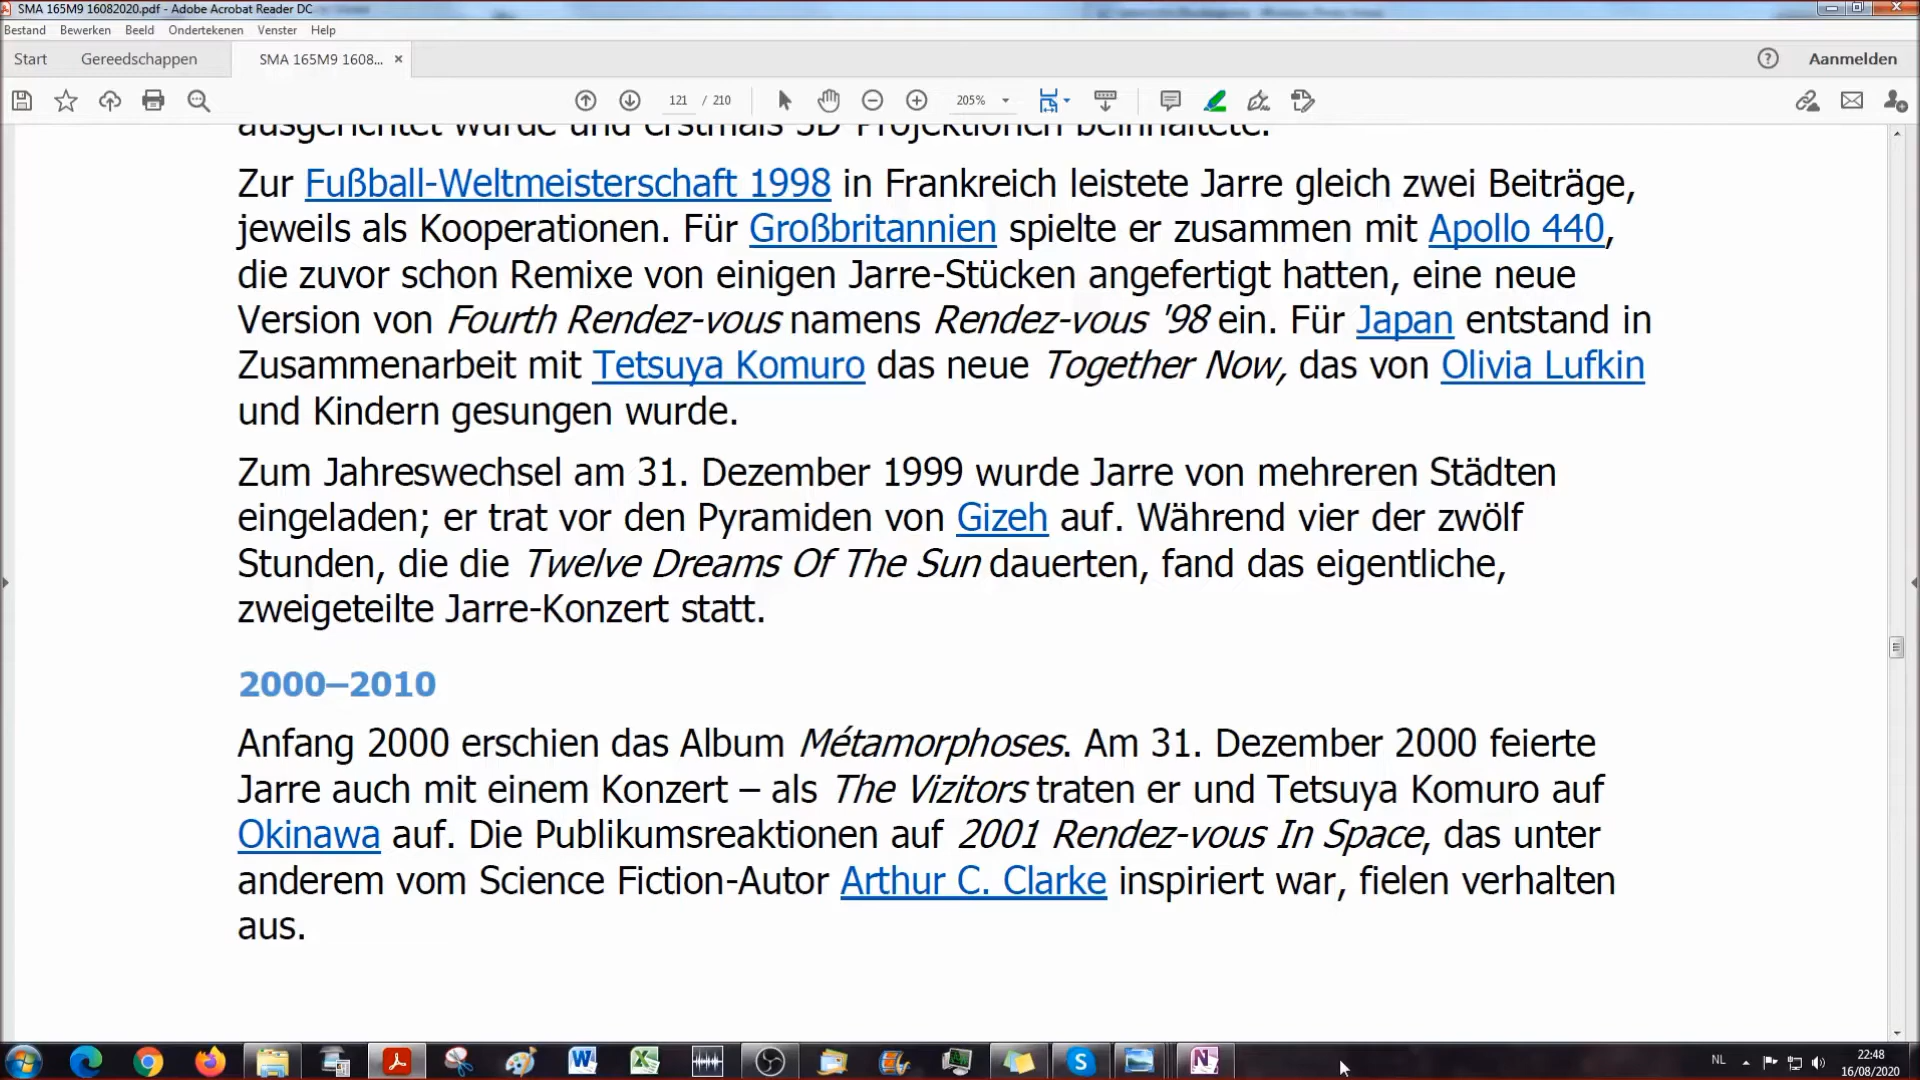 SMA 165M9 16082020.pdf - Adobe Acrobat Reader DC
Bestand Bewerken Beeld Ondertekenen Venster Help
Start Gereedschappen SMA 165M9 1608... × Aanmelden
121 / 210 205%
ausgerichtet wurde und erstmals 3D Projektionen beinhaltete.
Zur Fußball-Weltmeisterschaft 1998 in Frankreich leistete Jarre gleich zwei Beiträge,
jeweils als Kooperationen. Für Großbritannien spielte er zusammen mit Apollo 440,
die zuvor schon Remixe von einigen Jarre-Stücken angefertigt hatten, eine neue
Version von Fourth Rendez-vous namens Rendez-vous '98 ein. Für Japan entstand in
Zusammenarbeit mit Tetsuya Komuro das neue Together Now, das von Olivia Lufkin
und Kindern gesungen wurde.
Zum Jahreswechsel am 31. Dezember 1999 wurde Jarre von mehreren Städten
eingeladen; er trat vor den Pyramiden von Gizeh auf. Während vier der zwölf
Stunden, die die Twelve Dreams Of The Sun dauerten, fand das eigentliche,
zweigeteilte Jarre-Konzert statt.
2000–2010
Anfang 2000 erschien das Album Métamorphoses. Am 31. Dezember 2000 feierte
Jarre auch mit einem Konzert – als The Vizitors traten er und Tetsuya Komuro auf
Okinawa auf. Die Publikumsreaktionen auf 2001 Rendez-vous In Space, das unter
anderem vom Science Fiction-Autor Arthur C. Clarke inspiriert war, fielen verhalten
aus.
NL 22:48
16/08/2020